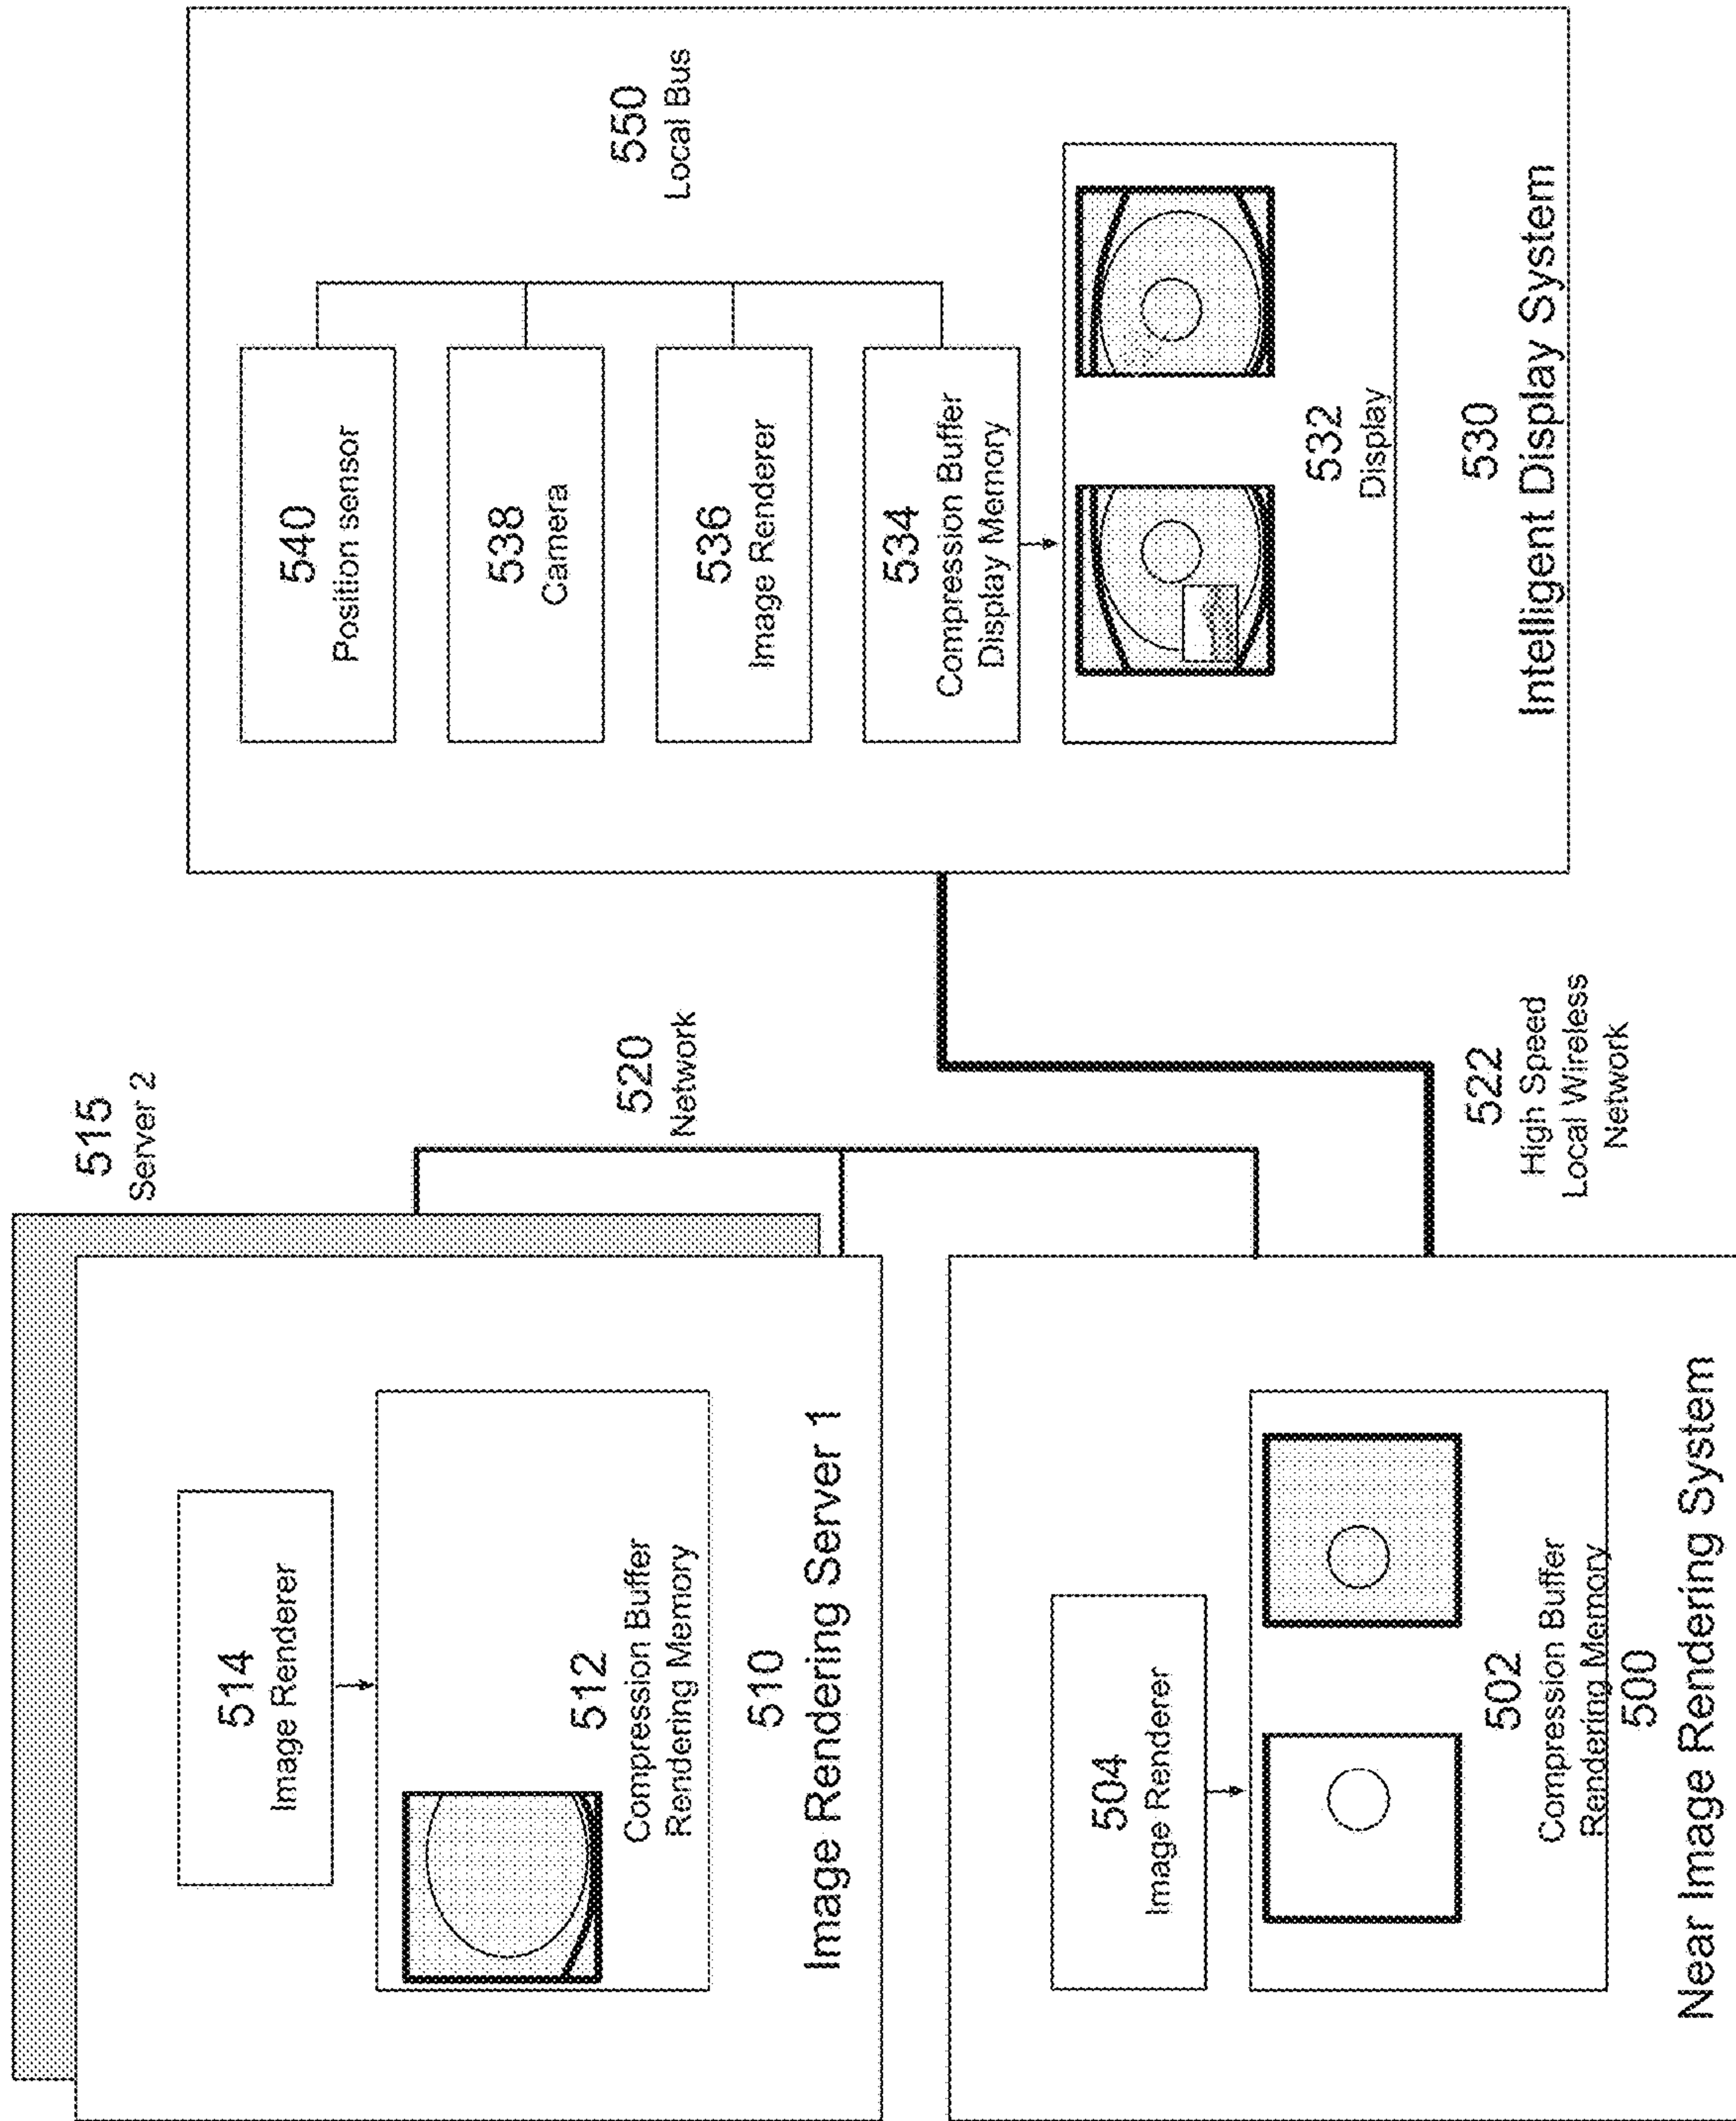 515
Server 2
514
Image Renderer
512
Compression Buffer
Rendering Memory
510
Image Rendering Server 1
520
Network
504
Image Renderer
502
Compression Buffer
Rendering Memory
500
Near Image Rendering System
522
High Speed
Local Wireless
Network
540
Position sensor
538
Camera
536
Image Renderer
534
Compression Buffer
Display Memory
550
Local Bus
532
Display
530
Intelligent Display System